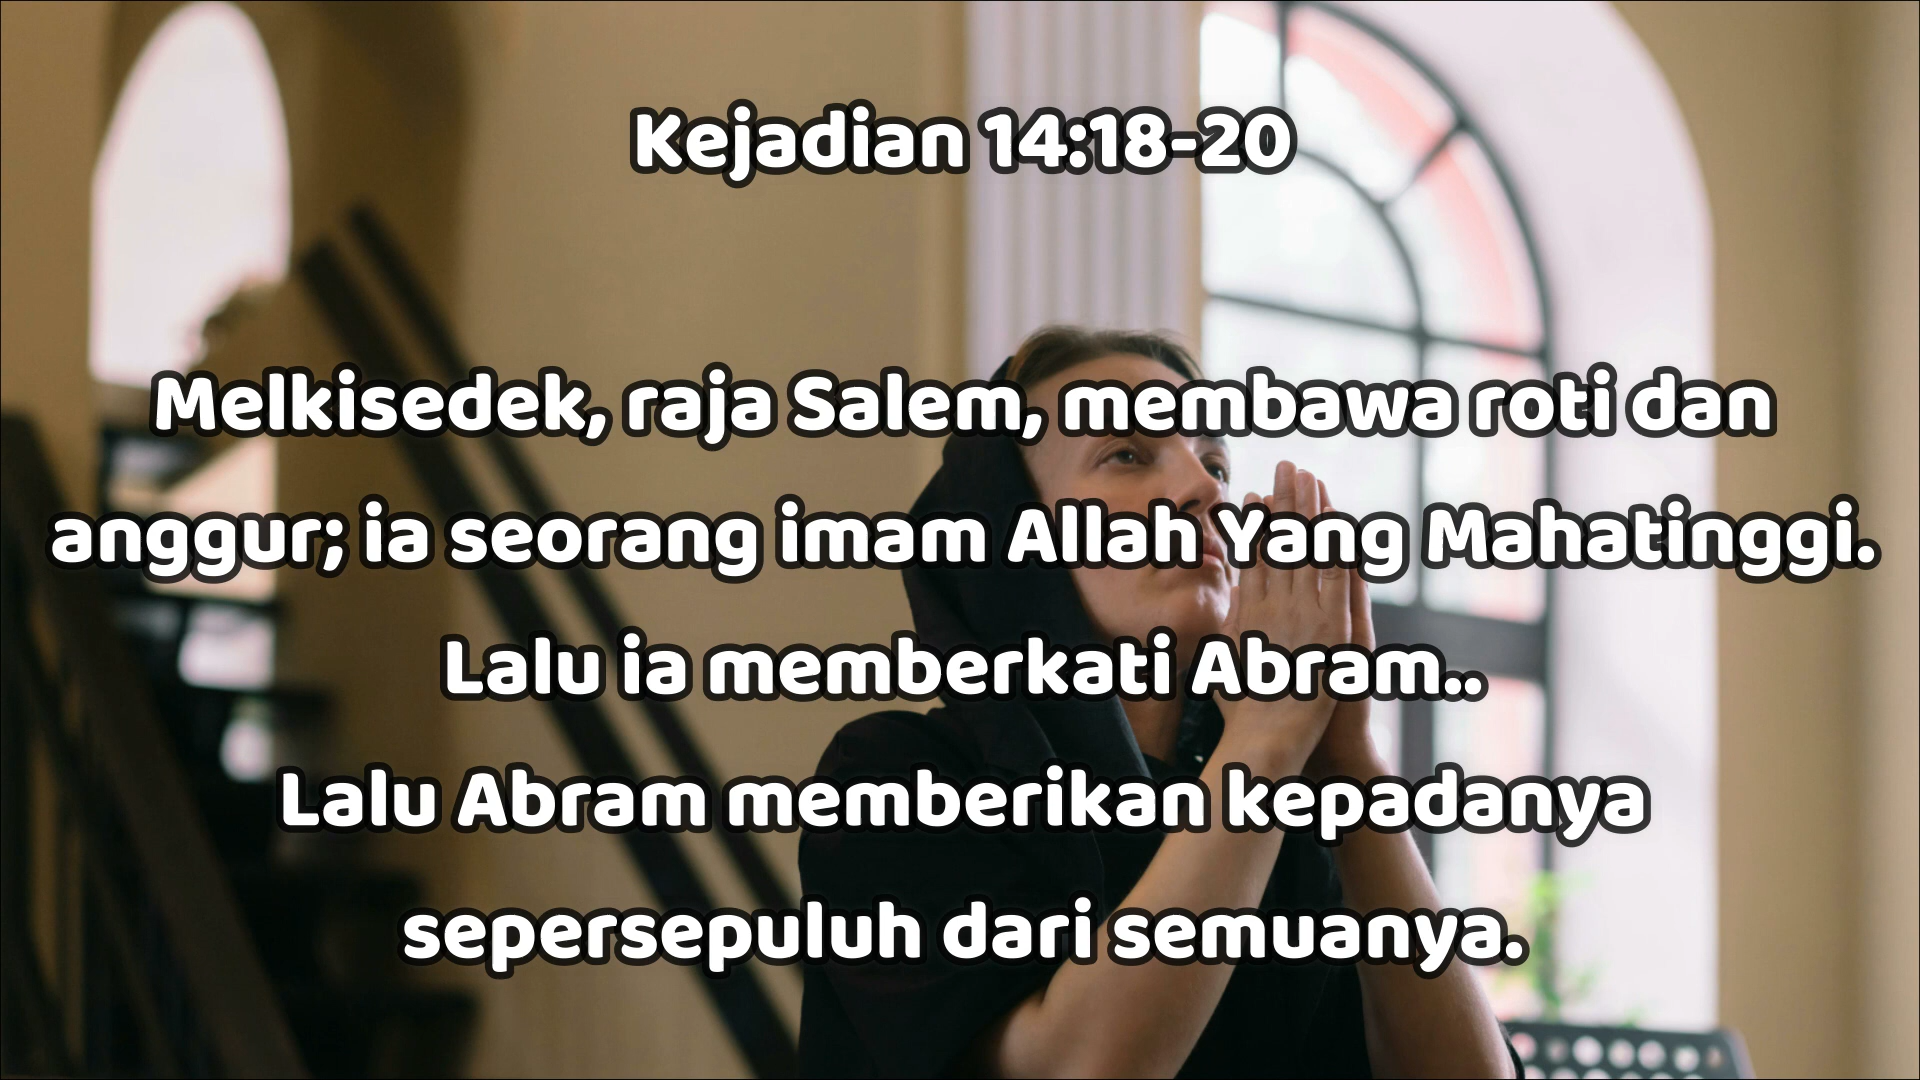 Kejadian 14:18-20
Melkisedek, raja Salem, membawa roti dan
anggur; ia seorang imam Allah Yang Mahatinggi.
Lalu ia memberkati Abram..
Lalu Abram memberikan kepadanya
sepersepuluh dari semuanya.